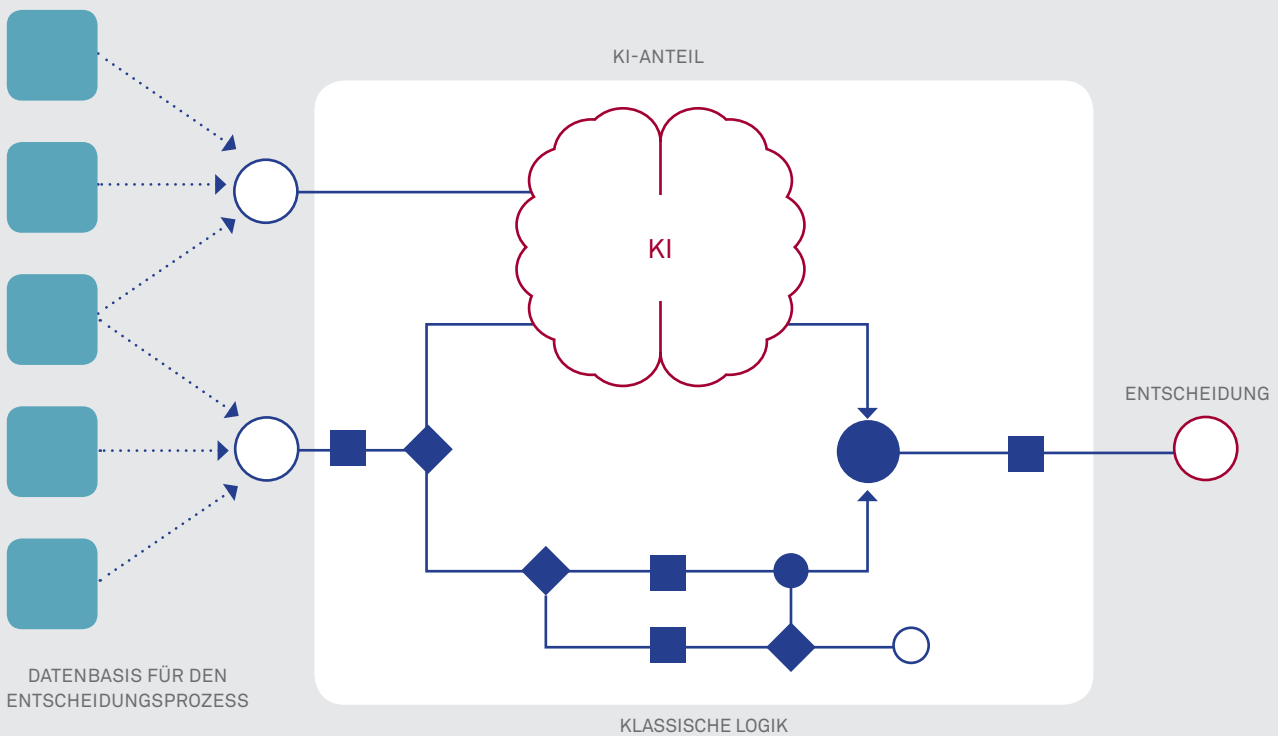 KI-ANTEIL
KI
ENTSCHEIDUNG
DATENBASIS FÜR DEN
ENTSCHEIDUNGSPROZESS
KLASSISCHE LOGIK